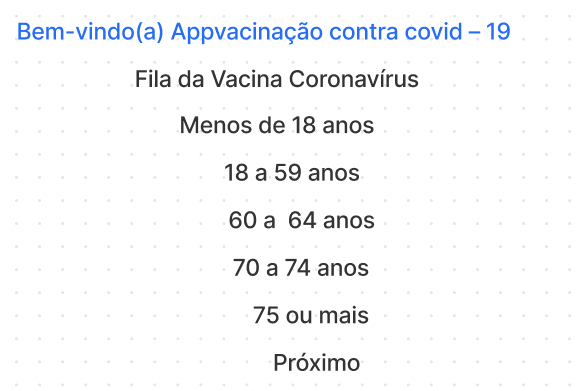 Bem-vindo(a) Appvacinação contra covid – 19
Fila da Vacina Coronavírus
Menos de 18 anos
18 a 59 anos
60 a  64 anos
70 a 74 anos
75 ou mais
Próximo